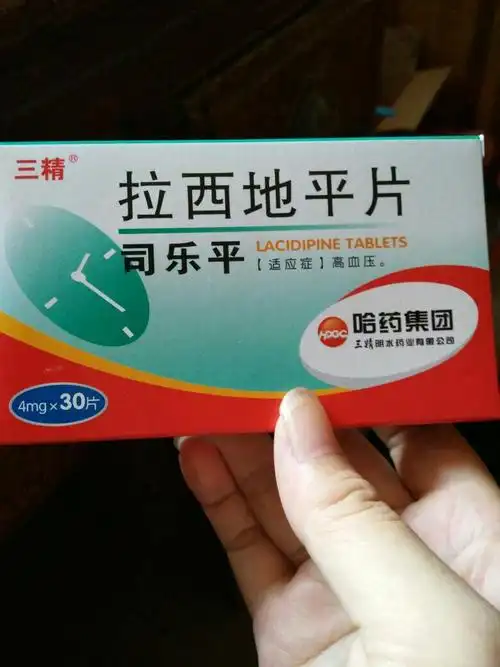 三精®
拉西地平片
司乐平
LACIDIPINE TABLETS
【适应症】高血压。
HPGC
哈药集团
三精明水药业有限公司
4mg×30片